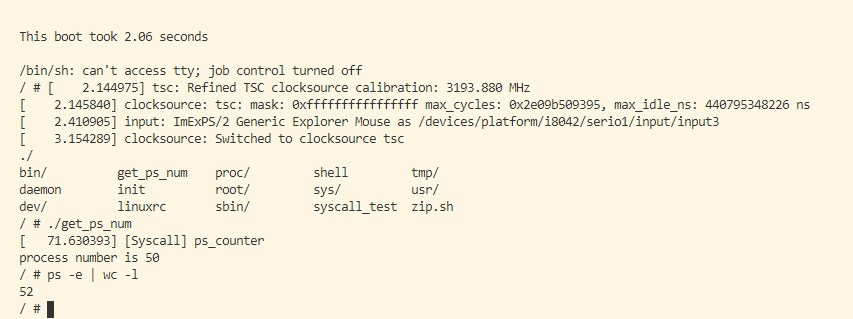 This boot took 2.06 seconds
/bin/sh: can't access tty; job control turned off
/ # [    2.144975] tsc: Refined TSC clocksource calibration: 3193.880 MHz
[    2.145840] clocksource: tsc: mask: 0xffffffffffffffff max_cycles: 0x2e09b509395, max_idle_ns: 440795348226 ns
[    2.410905] input: ImExPS/2 Generic Explorer Mouse as /devices/platform/i8042/serio1/input/input3
[    3.154289] clocksource: Switched to clocksource tsc
./
bin/          get_ps_num    proc/         shell         tmp/
daemon        init          root/         sys/          usr/
dev/          linuxrc       sbin/         syscall_test  zip.sh
/ # ./get_ps_num
[   71.630393] [Syscall] ps_counter
process number is 50
/ # ps -e | wc -l
52
/ #